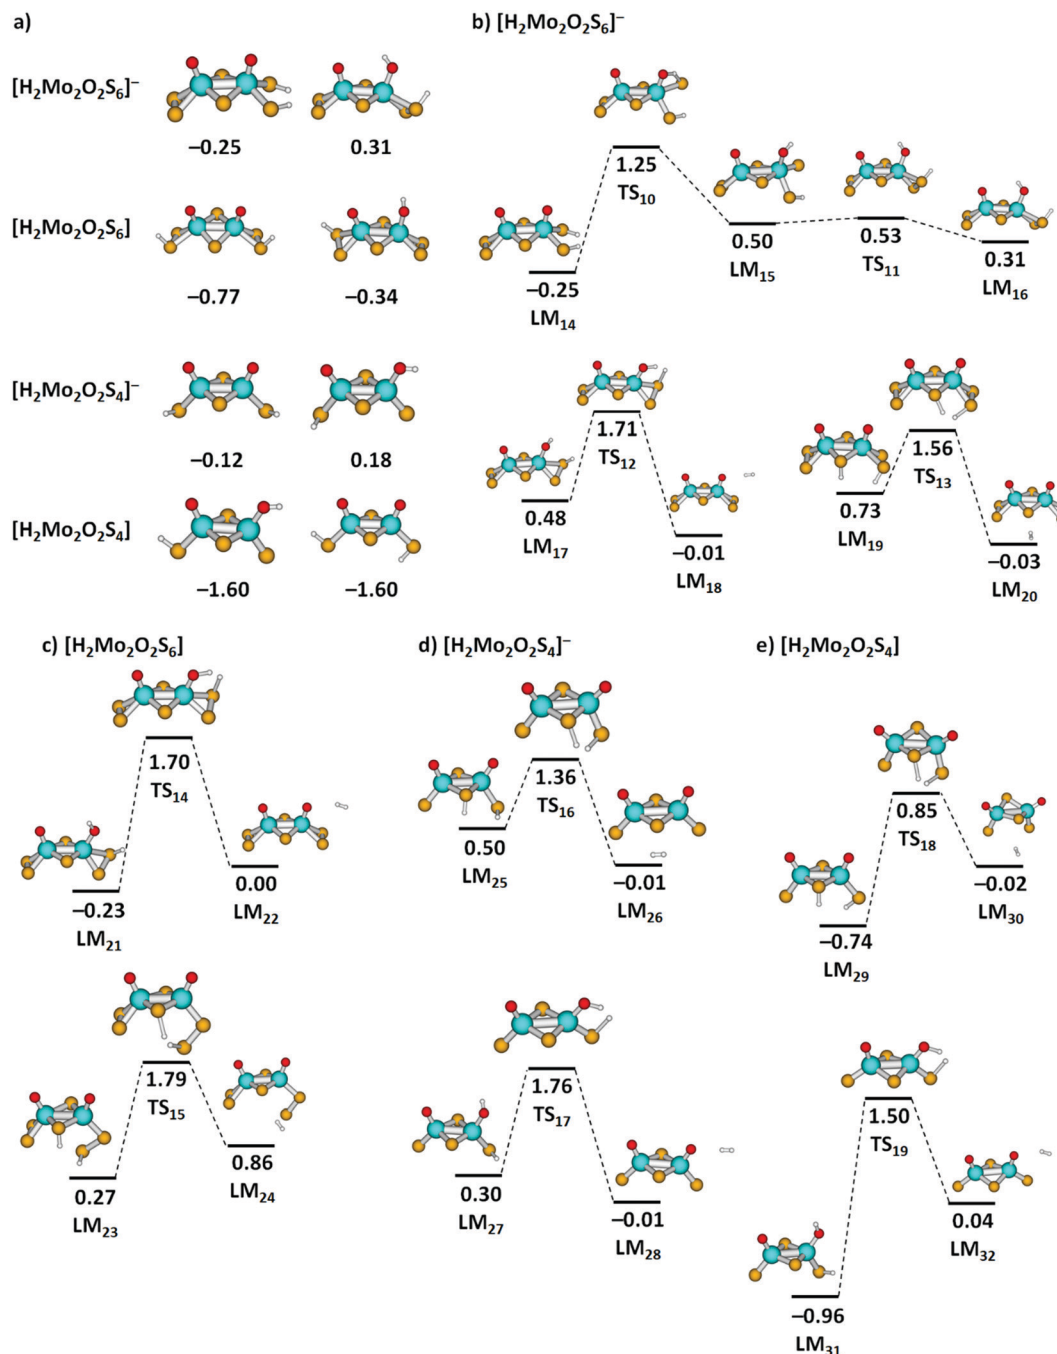 a)
[H₂Mo₂O₂S₆]⁻
−0.25 0.31
[H₂Mo₂O₂S₆]
−0.77 −0.34
[H₂Mo₂O₂S₄]⁻
−0.12 0.18
[H₂Mo₂O₂S₄]
−1.60 −1.60
b) [H₂Mo₂O₂S₆]⁻
1.25
TS₁₀
−0.25
LM₁₄
0.50
LM₁₅
0.53
TS₁₁
0.31
LM₁₆
1.71
TS₁₂
0.48
LM₁₇
−0.01
LM₁₈
1.56
TS₁₃
0.73
LM₁₉
−0.03
LM₂₀
c) [H₂Mo₂O₂S₆]
1.70
TS₁₄
−0.23
LM₂₁
0.00
LM₂₂
1.79
TS₁₅
0.27
LM₂₃
0.86
LM₂₄
d) [H₂Mo₂O₂S₄]⁻
1.36
TS₁₆
0.50
LM₂₅
−0.01
LM₂₆
1.76
TS₁₇
0.30
LM₂₇
−0.01
LM₂₈
e) [H₂Mo₂O₂S₄]
0.85
TS₁₈
−0.74
LM₂₉
−0.02
LM₃₀
1.50
TS₁₉
−0.96
LM₃₁
0.04
LM₃₂